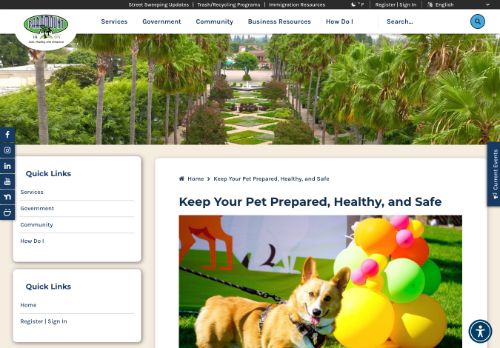 Street Sweeping Updates | Trash/Recycling Programs | Immigration Resources
°F
Register | Sign In
English
PARAMOUNT
Services
Government
Community
Business Resources
How Do I
Search...
Current Events
Quick Links
Services
Government
Community
How Do I
Quick Links
Home
Register | Sign In
Home > Keep Your Pet Prepared, Healthy, and Safe
Keep Your Pet Prepared, Healthy, and Safe